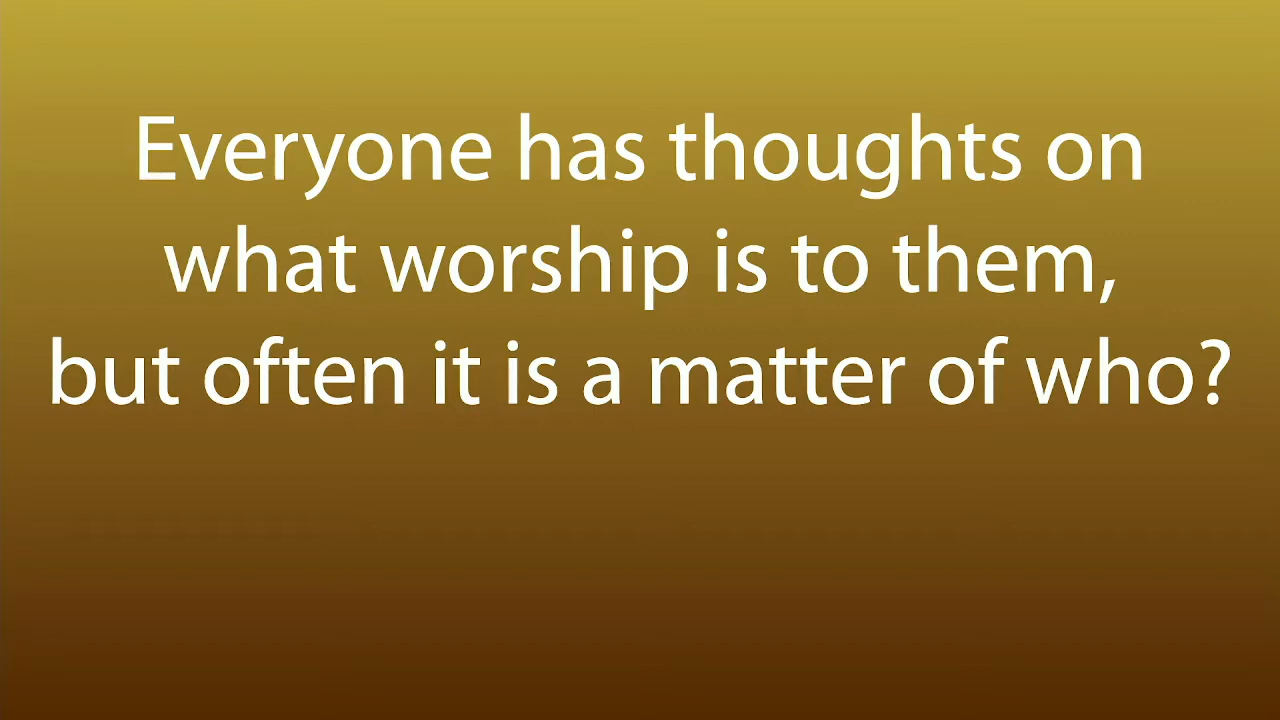 Everyone has thoughts on
what worship is to them,
but often it is a matter of who?